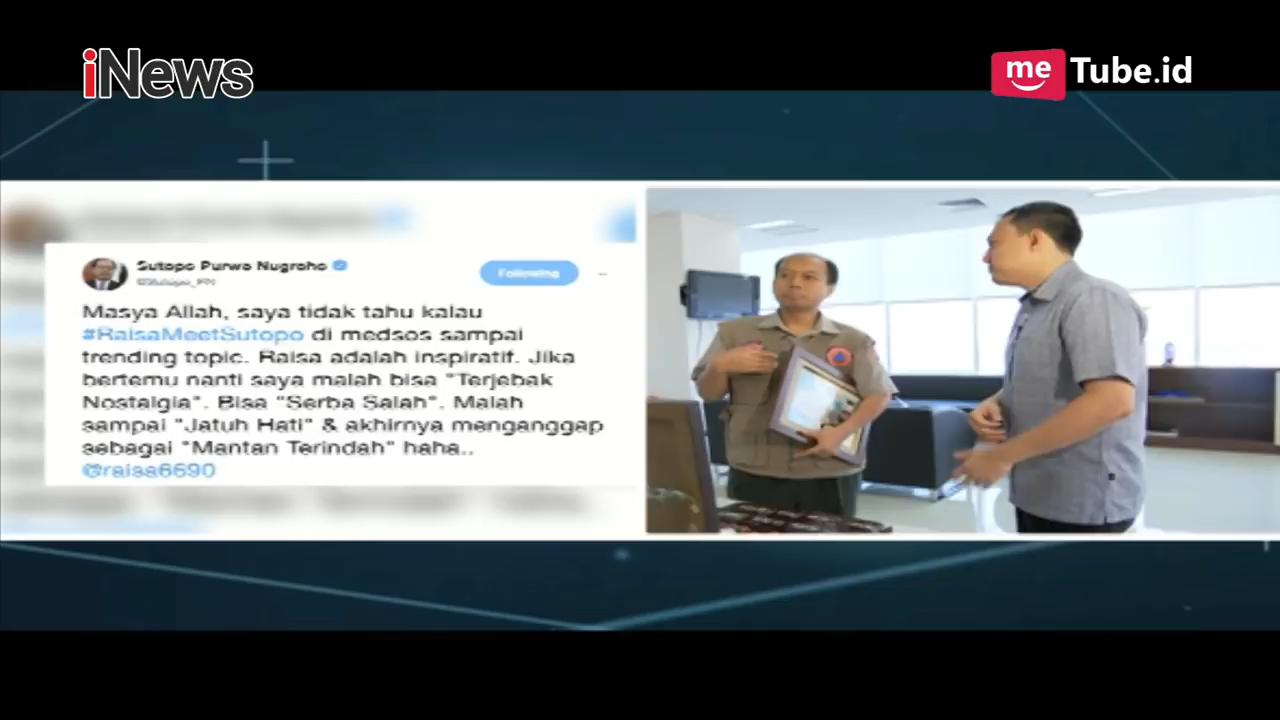 iNews
me Tube.id
Sutopo Purwo Nugroho
Following
Masya Allah, saya tidak tahu kalau
#RaisaMeetSutopo di medsos sampai
trending topic. Raisa adalah inspiratif. Jika
bertemu nanti saya malah bisa "Terjebak
Nostalgia". Bisa "Serba Salah". Malah
sampai "Jatuh Hati" & akhirnya menganggap
sebagai "Mantan Terindah" haha..
@raisa6690